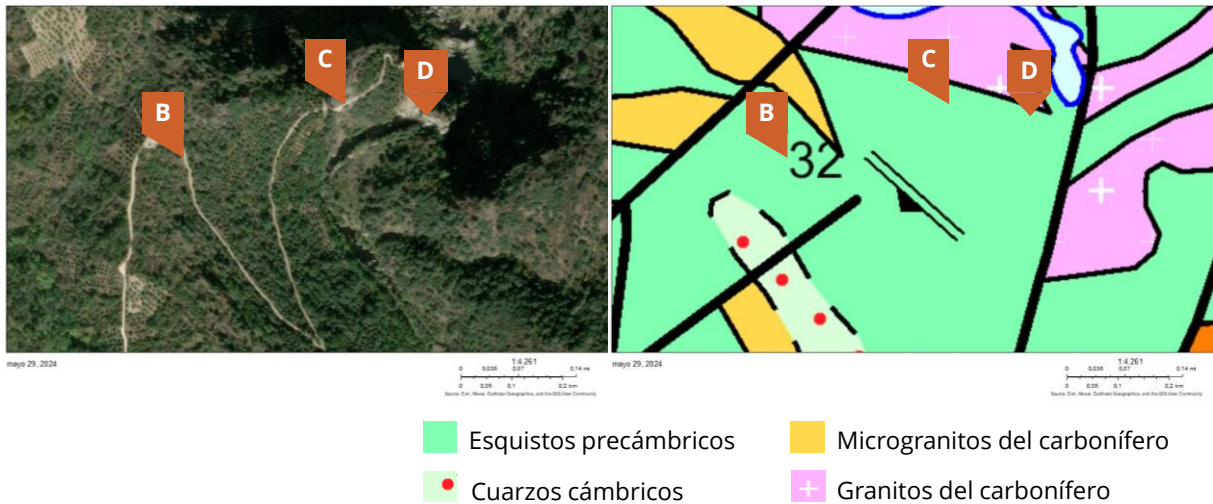 C
D
B
C
D
B
32
mayo 29, 2024
1:4.261
0 0,035 0,07 0,14 mi
0 0,05 0,1 0,2 km
mayo 29, 2024
1:4.261
0 0,035 0,07 0,14 mi
0 0,05 0,1 0,2 km
Esquistos precámbricos
Microgranitos del carbonífero
Cuarzos cámbricos
Granitos del carbonífero